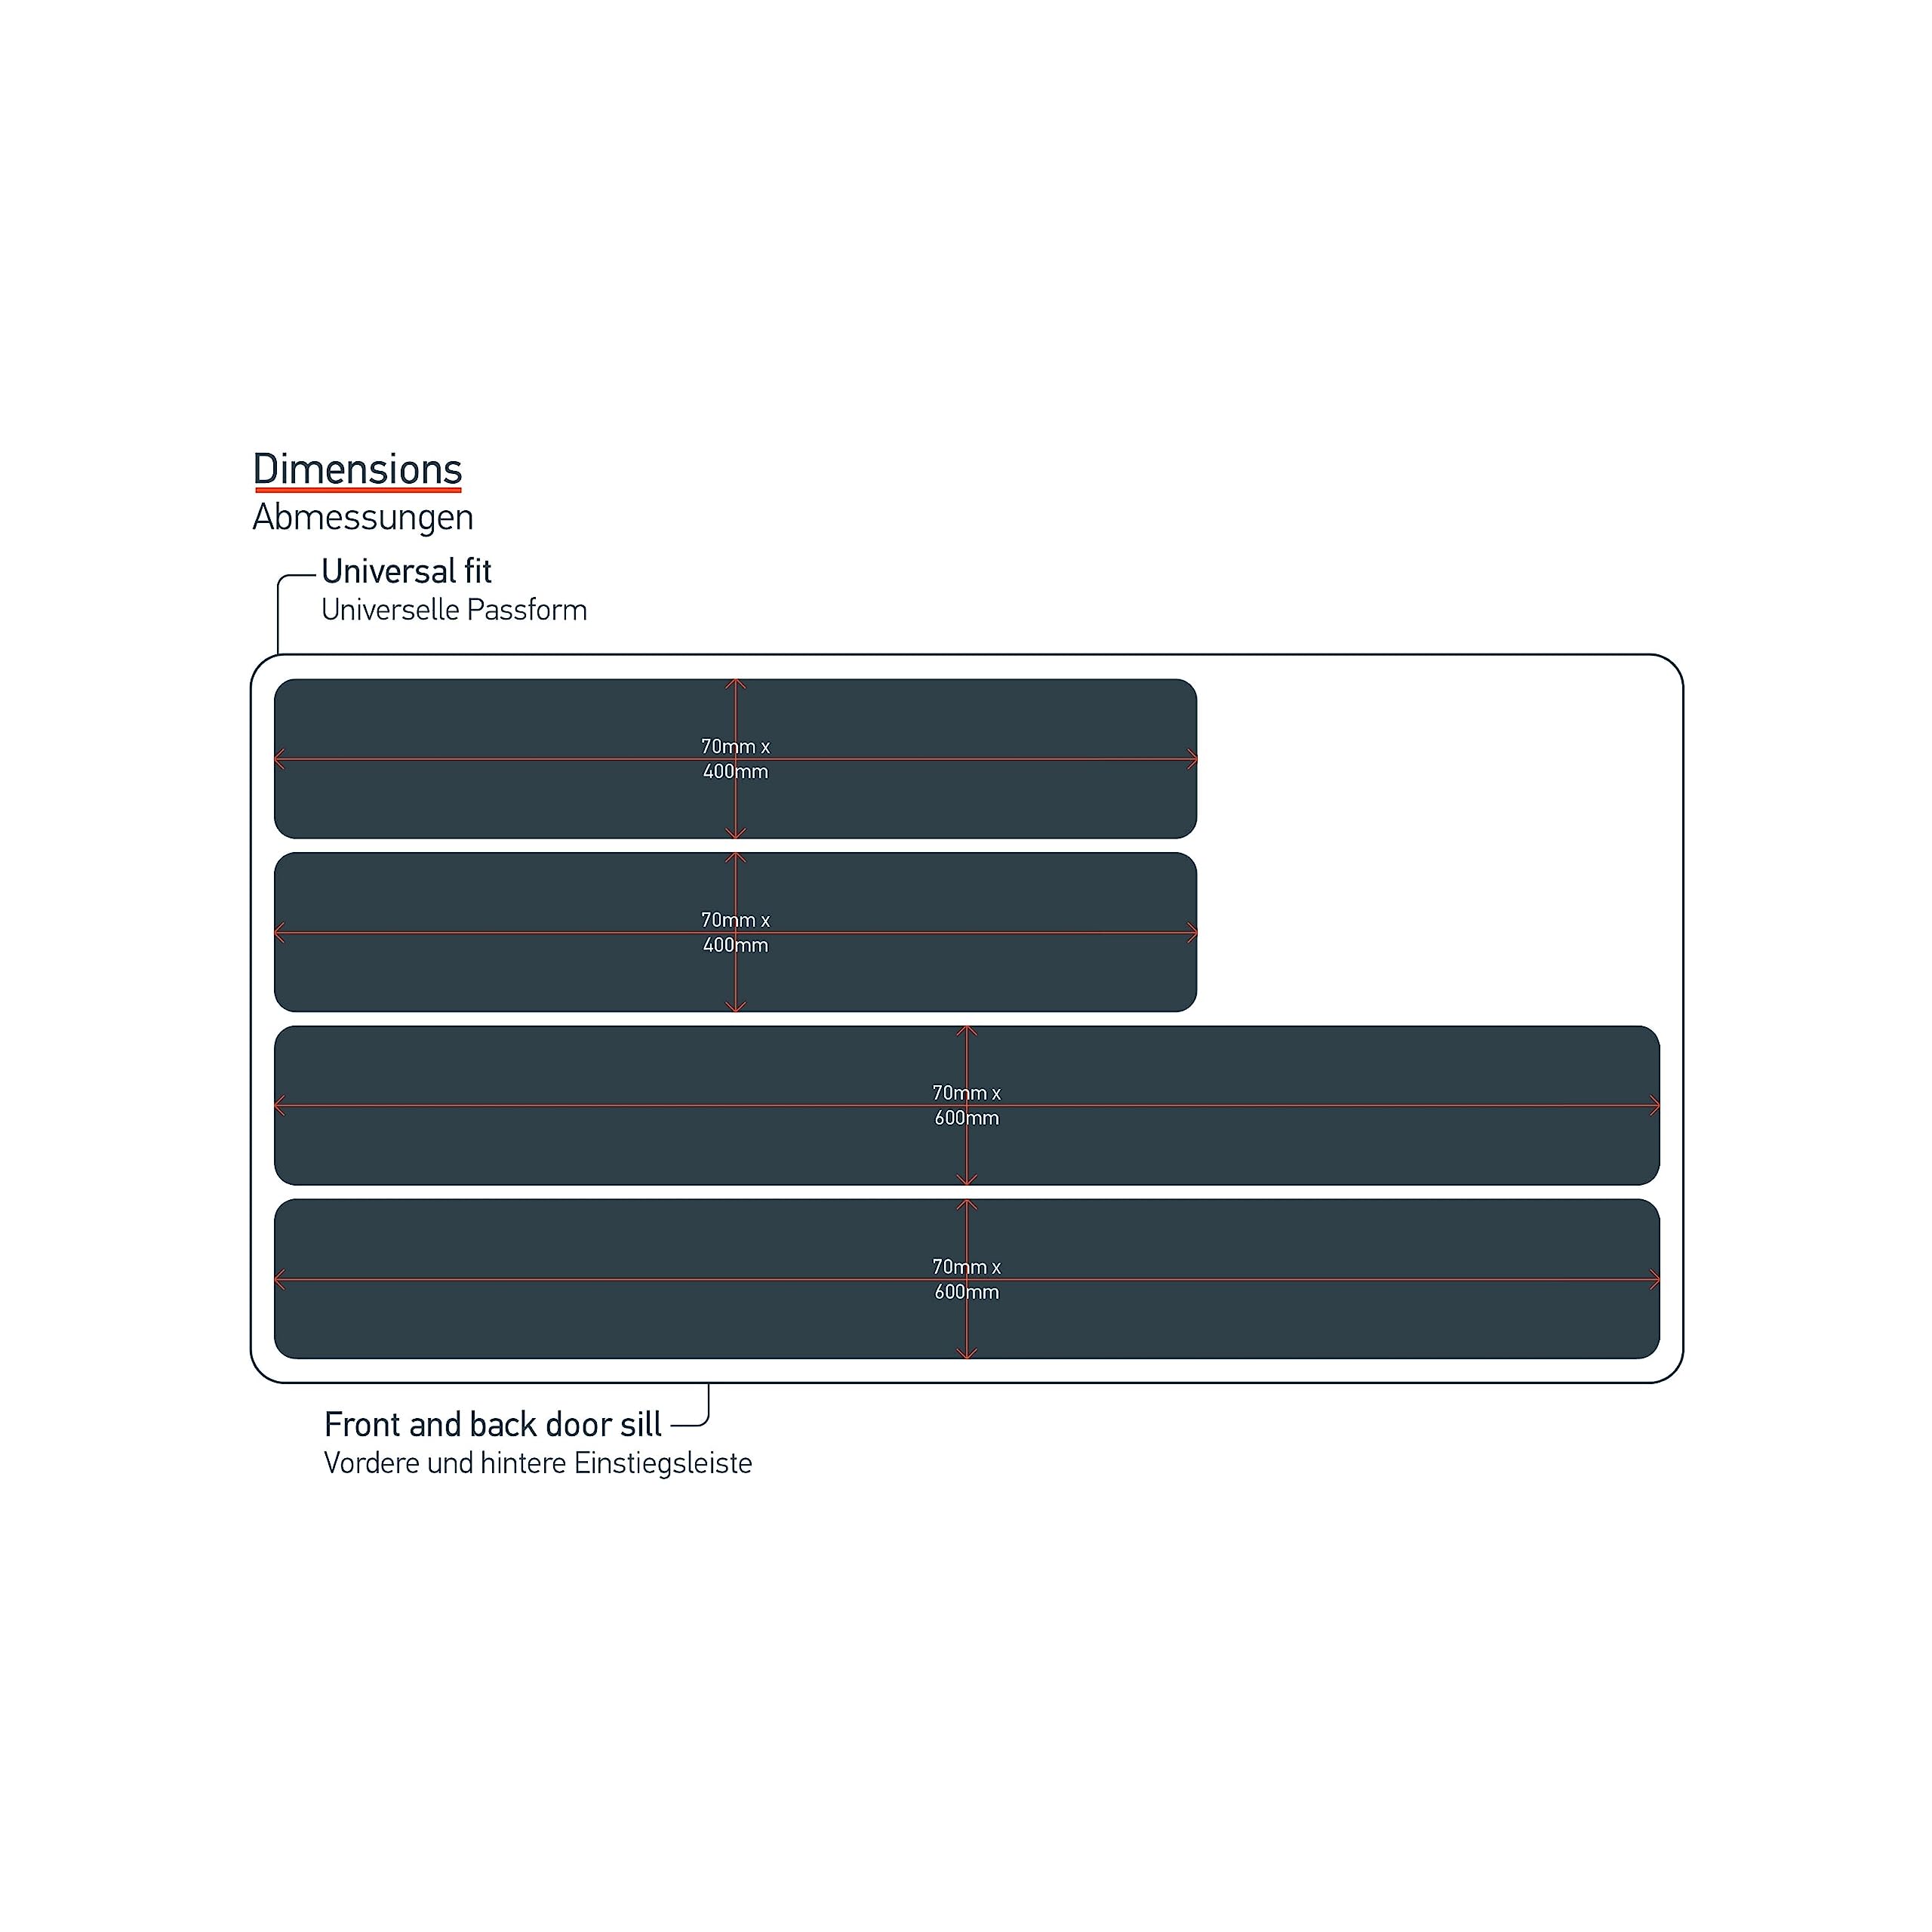 Dimensions
Abmessungen
Universal fit
Universelle Passform
70mm x
400mm
70mm x
400mm
70mm x
600mm
70mm x
600mm
Front and back door sill
Vordere und hintere Einstiegsleiste